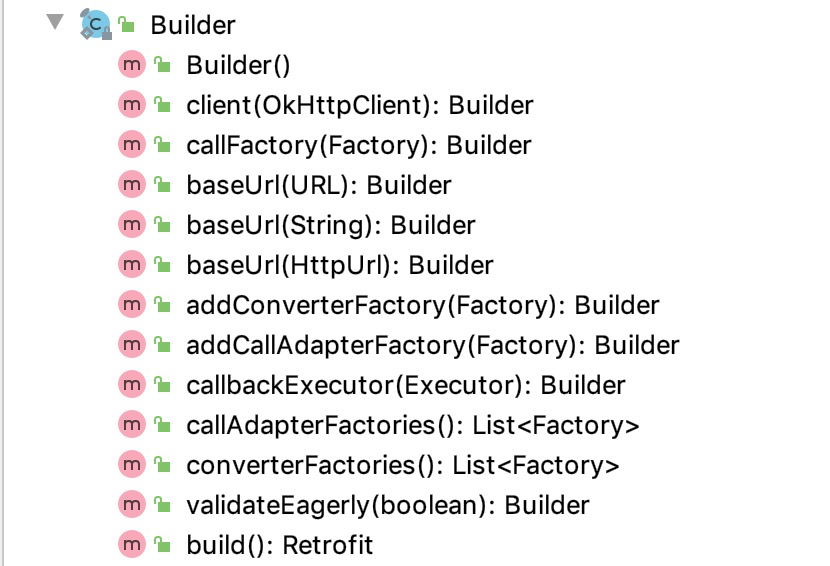 C Builder
m Builder()
m client(OkHttpClient): Builder
m callFactory(Factory): Builder
m baseUrl(URL): Builder
m baseUrl(String): Builder
m baseUrl(HttpUrl): Builder
m addConverterFactory(Factory): Builder
m addCallAdapterFactory(Factory): Builder
m callbackExecutor(Executor): Builder
m callAdapterFactories(): List<Factory>
m converterFactories(): List<Factory>
m validateEagerly(boolean): Builder
m build(): Retrofit